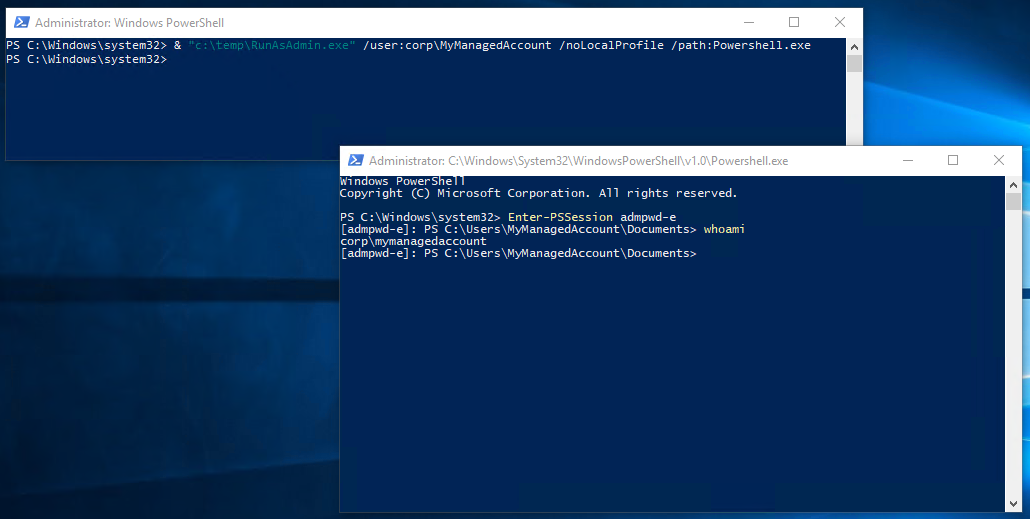 Administrator: Windows PowerShell
PS C:\Windows\system32> & "c:\temp\RunAsAdmin.exe" /user:corp\MyManagedAccount /noLocalProfile /path:Powershell.exe
PS C:\Windows\system32>
Administrator: C:\Windows\System32\WindowsPowerShell\v1.0\Powershell.exe
Windows PowerShell
Copyright (C) Microsoft Corporation. All rights reserved.
PS C:\Windows\system32> Enter-PSSession admpwd-e
[admpwd-e]: PS C:\Users\MyManagedAccount\Documents> whoami
corp\mymanagedaccount
[admpwd-e]: PS C:\Users\MyManagedAccount\Documents>